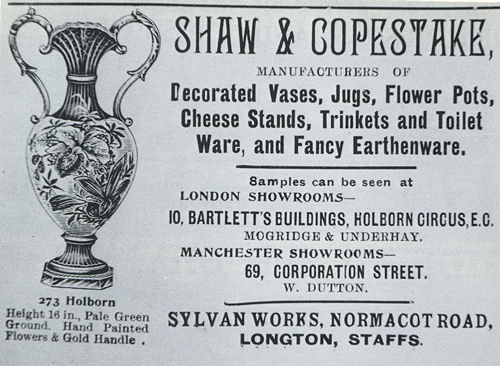 SHAW & COPESTAKE,
MANUFACTURERS OF
Decorated Vases, Jugs, Flower Pots,
Cheese Stands, Trinkets and Toilet
Ware, and Fancy Earthenware.
Samples can be seen at
LONDON SHOWROOMS—
10, BARTLETT'S BUILDINGS, HOLBORN CIRCUS, E.C.
MOGRIDGE & UNDERHAY.
MANCHESTER SHOWROOMS—
69, CORPORATION STREET.
W. DUTTON.
SYLVAN WORKS, NORMACOT ROAD,
LONGTON, STAFFS.
273 Holborn
Height 16 in., Pale Green
Ground. Hand Painted
Flowers & Gold Handle .